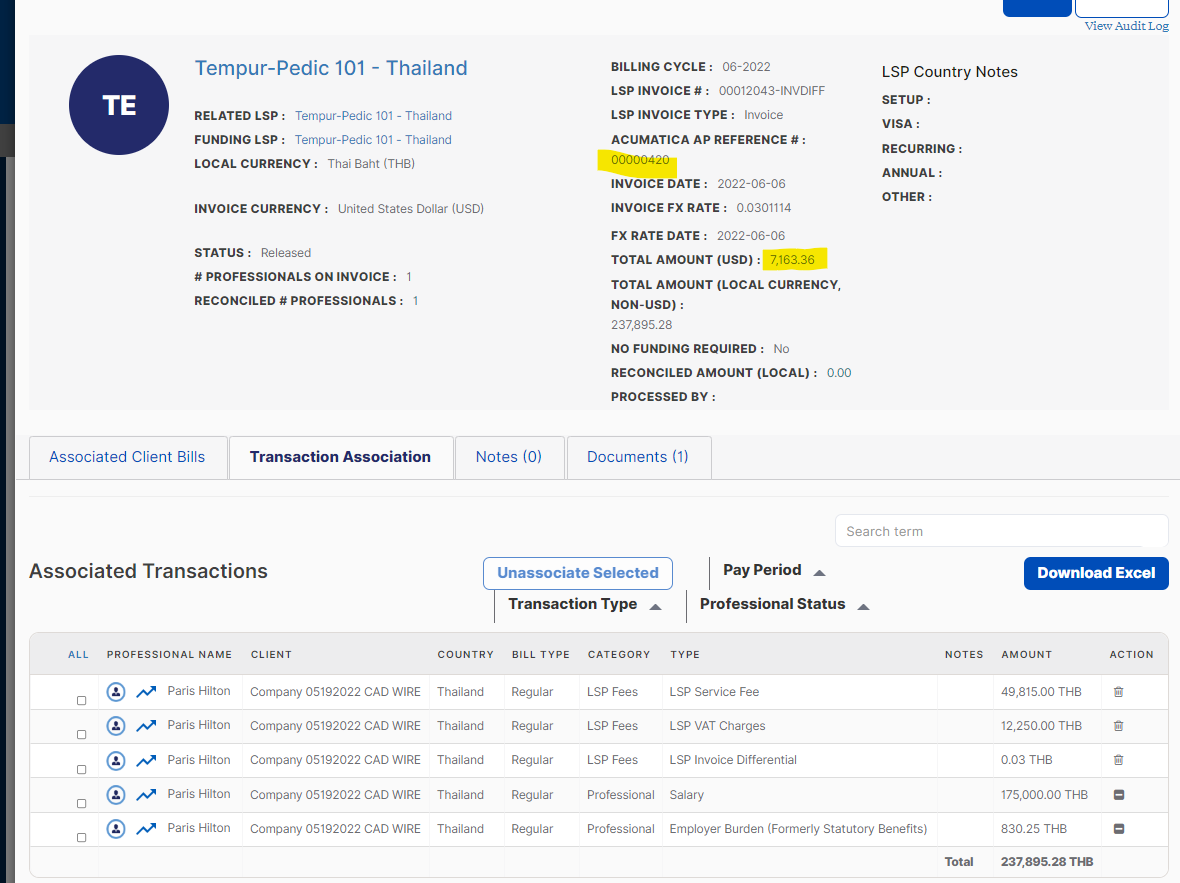 View Audit Log
TE
Tempur-Pedic 101 - Thailand
RELATED LSP : Tempur-Pedic 101 - Thailand
FUNDING LSP : Tempur-Pedic 101 - Thailand
LOCAL CURRENCY : Thai Baht (THB)
INVOICE CURRENCY : United States Dollar (USD)
STATUS : Released
# PROFESSIONALS ON INVOICE : 1
RECONCILED # PROFESSIONALS : 1
BILLING CYCLE : 06-2022
LSP INVOICE # : 00012043-INVDIFF
LSP INVOICE TYPE : Invoice
ACUMATICA AP REFERENCE # :
00000420
INVOICE DATE : 2022-06-06
INVOICE FX RATE : 0.0301114
FX RATE DATE : 2022-06-06
TOTAL AMOUNT (USD) : 7,163.36
TOTAL AMOUNT (LOCAL CURRENCY,
NON-USD) :
237,895.28
NO FUNDING REQUIRED : No
RECONCILED AMOUNT (LOCAL) : 0.00
PROCESSED BY :
LSP Country Notes
SETUP :
VISA :
RECURRING :
ANNUAL :
OTHER :
Associated Client Bills Transaction Association Notes (0) Documents (1)
Search term
Associated Transactions Unassociate Selected Pay Period Download Excel
Transaction Type Professional Status
ALL PROFESSIONAL NAME CLIENT COUNTRY BILL TYPE CATEGORY TYPE NOTES AMOUNT ACTION
Paris Hilton Company 05192022 CAD WIRE Thailand Regular LSP Fees LSP Service Fee 49,815.00 THB
Paris Hilton Company 05192022 CAD WIRE Thailand Regular LSP Fees LSP VAT Charges 12,250.00 THB
Paris Hilton Company 05192022 CAD WIRE Thailand Regular LSP Fees LSP Invoice Differential 0.03 THB
Paris Hilton Company 05192022 CAD WIRE Thailand Regular Professional Salary 175,000.00 THB
Paris Hilton Company 05192022 CAD WIRE Thailand Regular Professional Employer Burden (Formerly Statutory Benefits) 830.25 THB
Total 237,895.28 THB